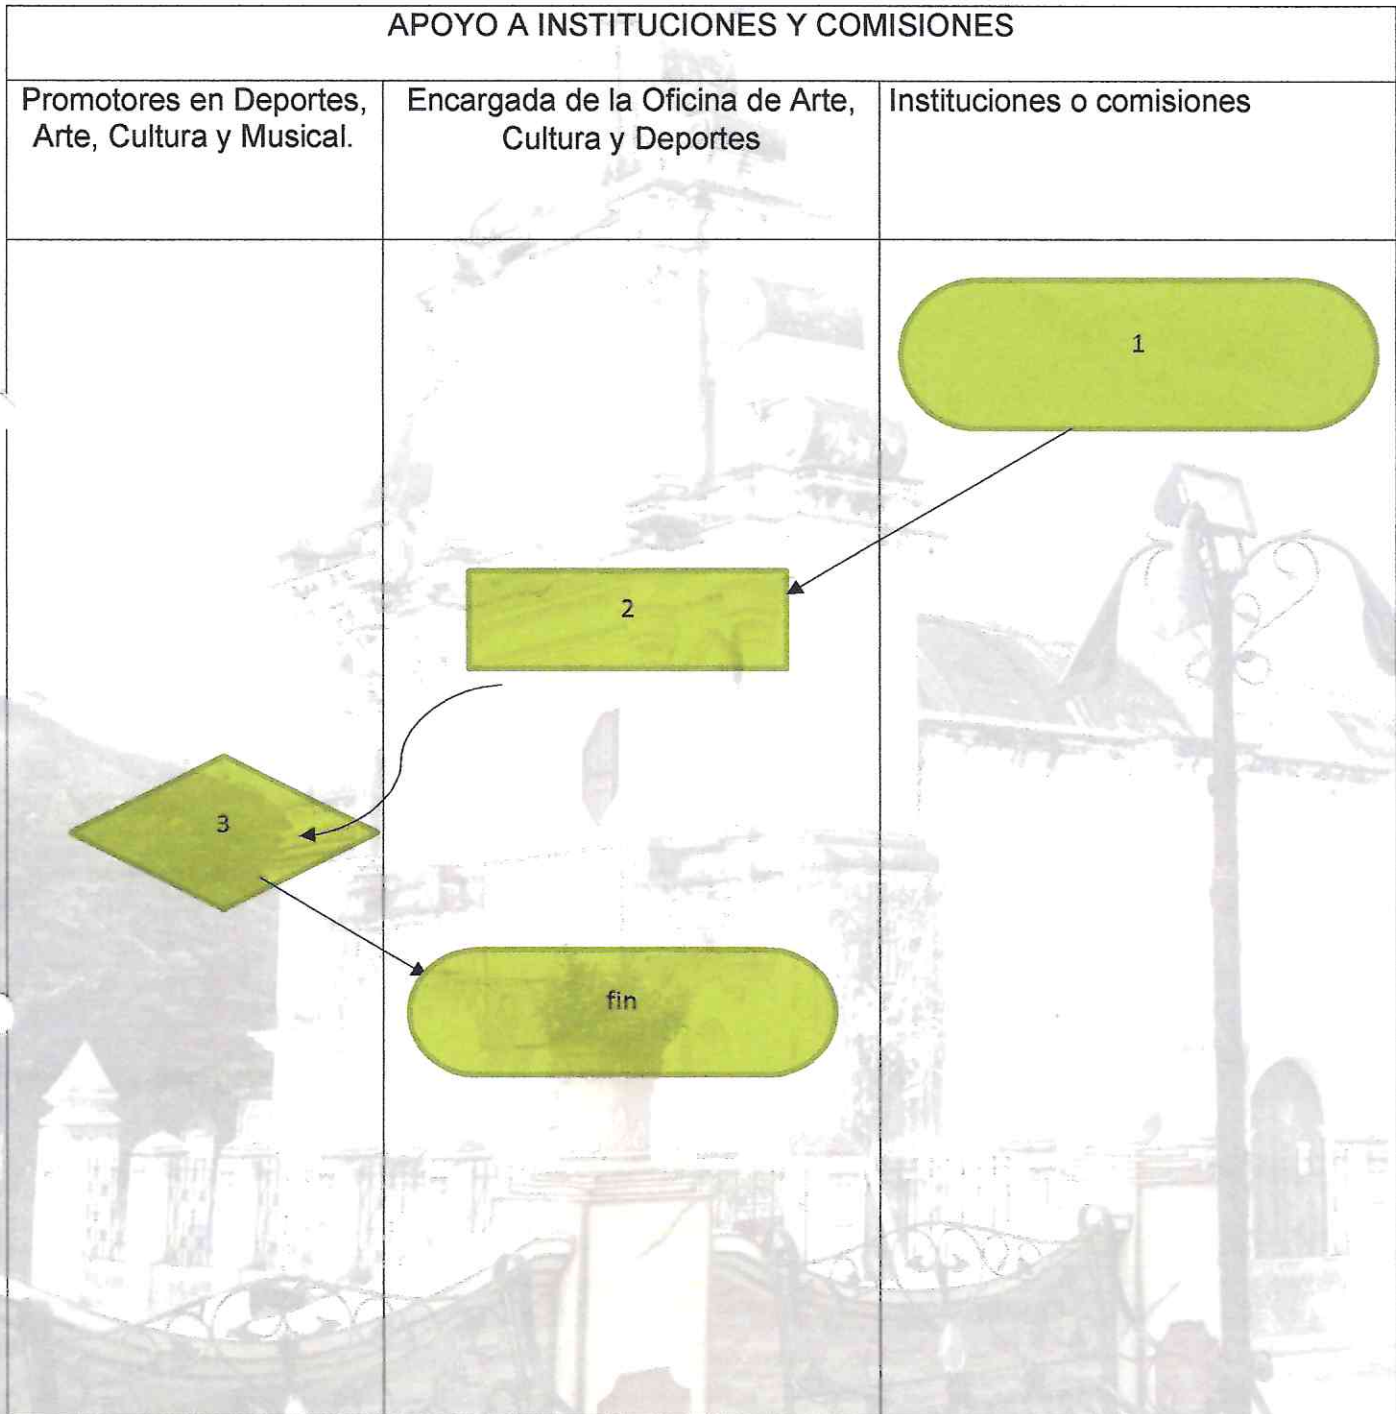 APOYO A INSTITUCIONES Y COMISIONES
Promotores en Deportes,
Arte, Cultura y Musical.
Encargada de la Oficina de Arte,
Cultura y Deportes
Instituciones o comisiones
1
2
3
fin